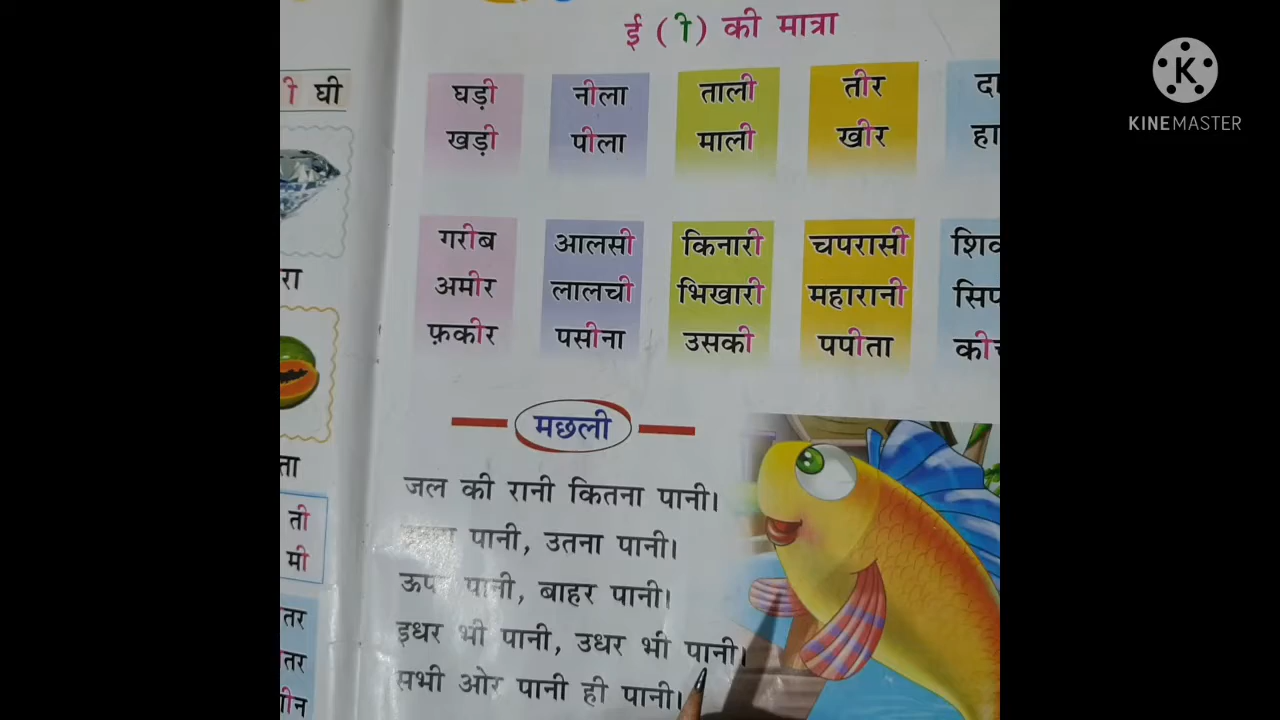 ई (ी) की मात्रा
घड़ी
खड़ी
नीला
पीला
ताली
माली
तीर
खीर
गरीब
अमीर
फ़कीर
आलसी
लालची
पसीना
किनारी
भिखारी
उसकी
चपरासी
महारानी
पपीता
मछली
जल की रानी कितना पानी।
पानी, उतना पानी।
ऊपर पानी, बाहर पानी।
इधर भी पानी, उधर भी पानी।
सभी ओर पानी ही पानी।
ी घी
ती
मी
KINEMASTER